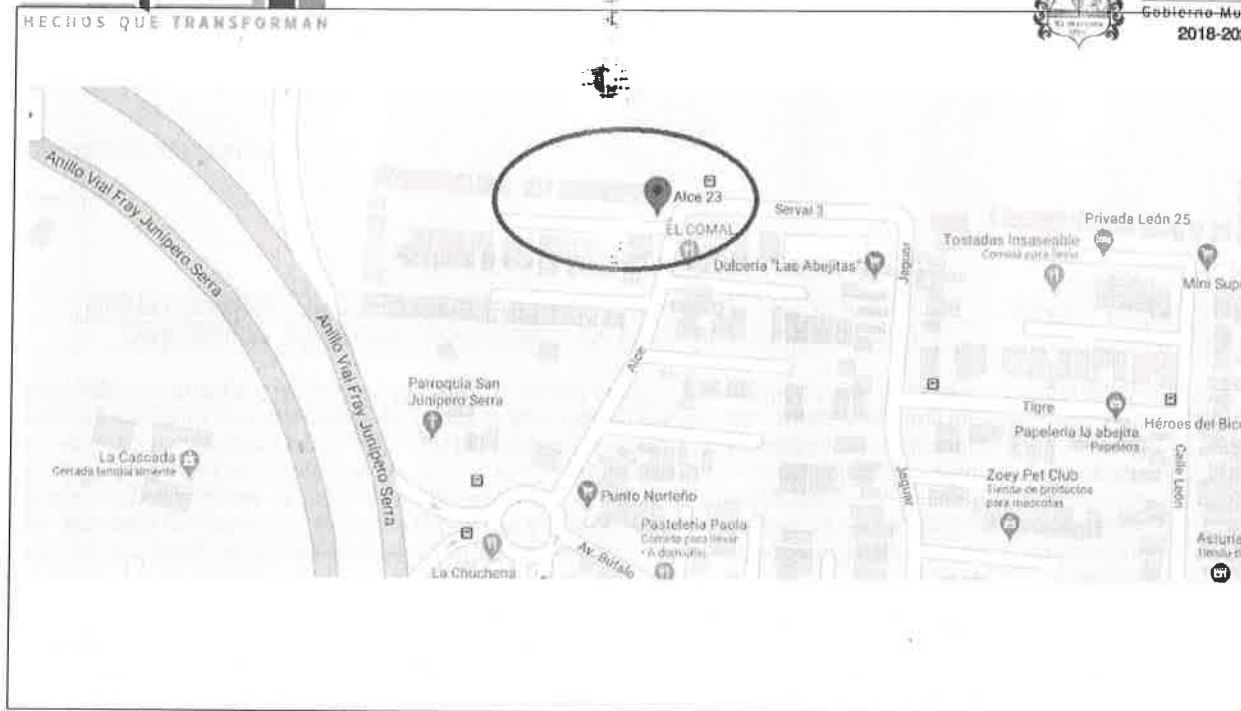 HECHOS QUE TRANSFORMAN
Gobierno Mu
2018-20
Anillo Vial Fray Junípero Serra
Anillo Vial Fray Junípero Serra
Alce 23
EL COMAL
Serval 3
Dulcería "Las Abejitas"
Jaguar
Privada León 25
Tostadas Insasenible
Comida para llevar
Mini Sup
Alce
Parroquia San
Junípero Serra
Tigre
Papelería la abejita
Papelería
Héroes del Bic
La Cascada
Cerrado temporalmente
Punto Norteño
Jaguar
Calle León
Zoey Pet Club
Tienda de productos
para mascotas
Pastelería Paola
Comida para llevar
• A domicilio
Av. Búfalo
La Chuchena
Asturia